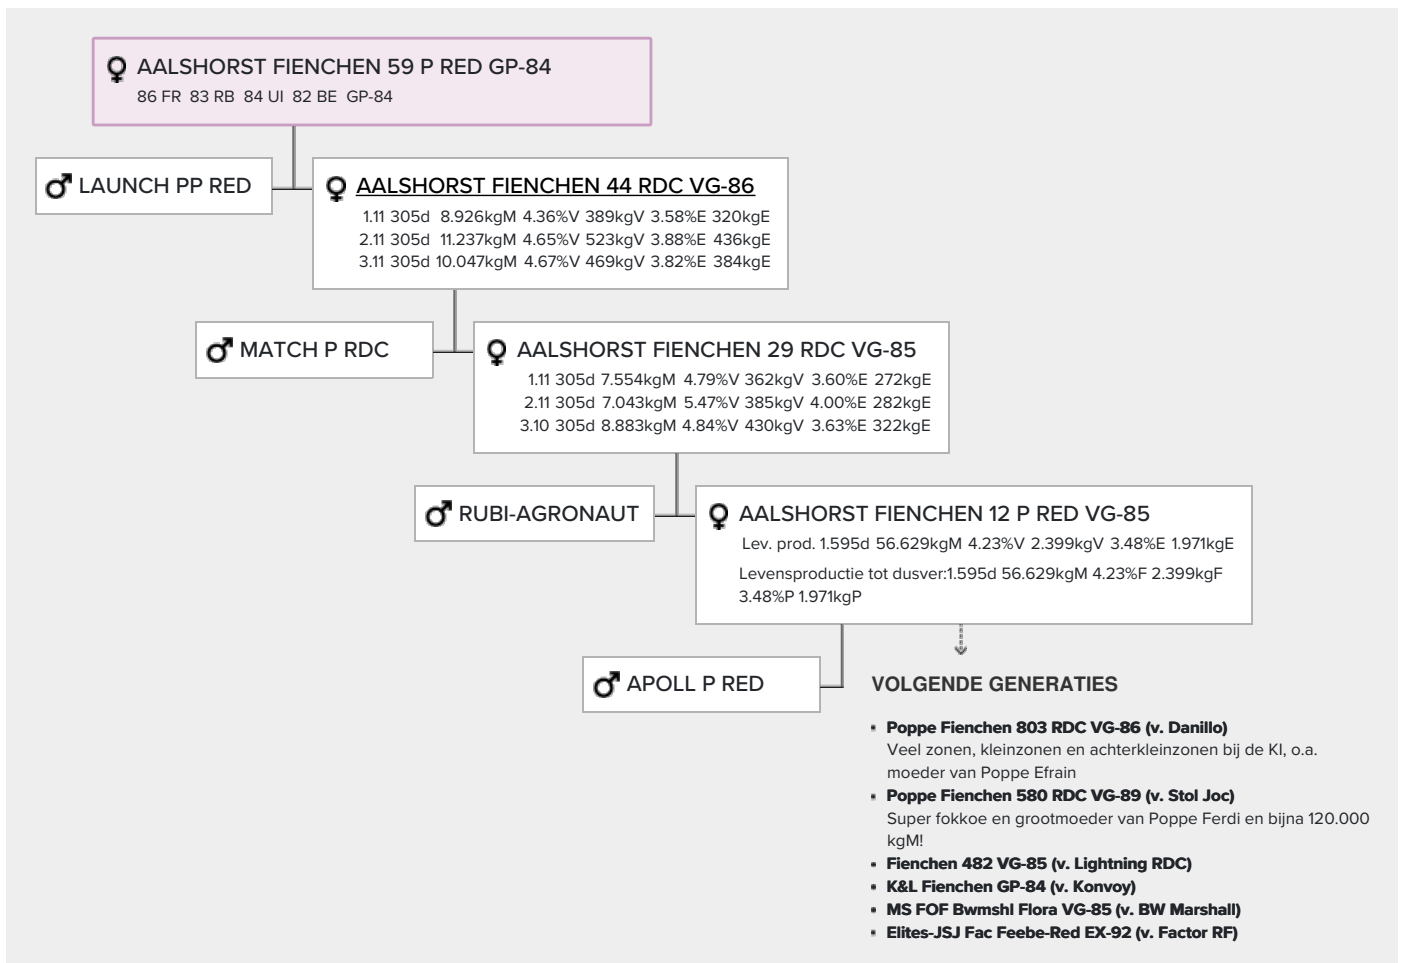 AALSHORST FIENCHEN 59 P RED GP-84
86 FR 83 RB 84 UI 82 BE GP-84
LAUNCH PP RED
AALSHORST FIENCHEN 44 RDC VG-86
1.11 305d 8.926kgM 4.36%V 389kgV 3.58%E 320kgE
2.11 305d 11.237kgM 4.65%V 523kgV 3.88%E 436kgE
3.11 305d 10.047kgM 4.67%V 469kgV 3.82%E 384kgE
MATCH P RDC
AALSHORST FIENCHEN 29 RDC VG-85
1.11 305d 7.554kgM 4.79%V 362kgV 3.60%E 272kgE
2.11 305d 7.043kgM 5.47%V 385kgV 4.00%E 282kgE
3.10 305d 8.883kgM 4.84%V 430kgV 3.63%E 322kgE
RUBI-AGRONAUT
AALSHORST FIENCHEN 12 P RED VG-85
Lev. prod. 1.595d 56.629kgM 4.23%V 2.399kgV 3.48%E 1.971kgE
Levensproductie tot dusver:1.595d 56.629kgM 4.23%F 2.399kgF
3.48%P 1.971kgP
APOLL P RED
VOLGENDE GENERATIES
Poppe Fienchen 803 RDC VG-86 (v. Danillo)
Veel zonen, kleinzonen en achterkleinzonen bij de KI, o.a.
moeder van Poppe Efrain
Poppe Fienchen 580 RDC VG-89 (v. Stol Joc)
Super fokkoe en grootmoeder van Poppe Ferdi en bijna 120.000
kgM!
Fienchen 482 VG-85 (v. Lightning RDC)
K&L Fienchen GP-84 (v. Konvoy)
MS FOF Bwmshl Flora VG-85 (v. BW Marshall)
Elites-JSJ Fac Feebe-Red EX-92 (v. Factor RF)